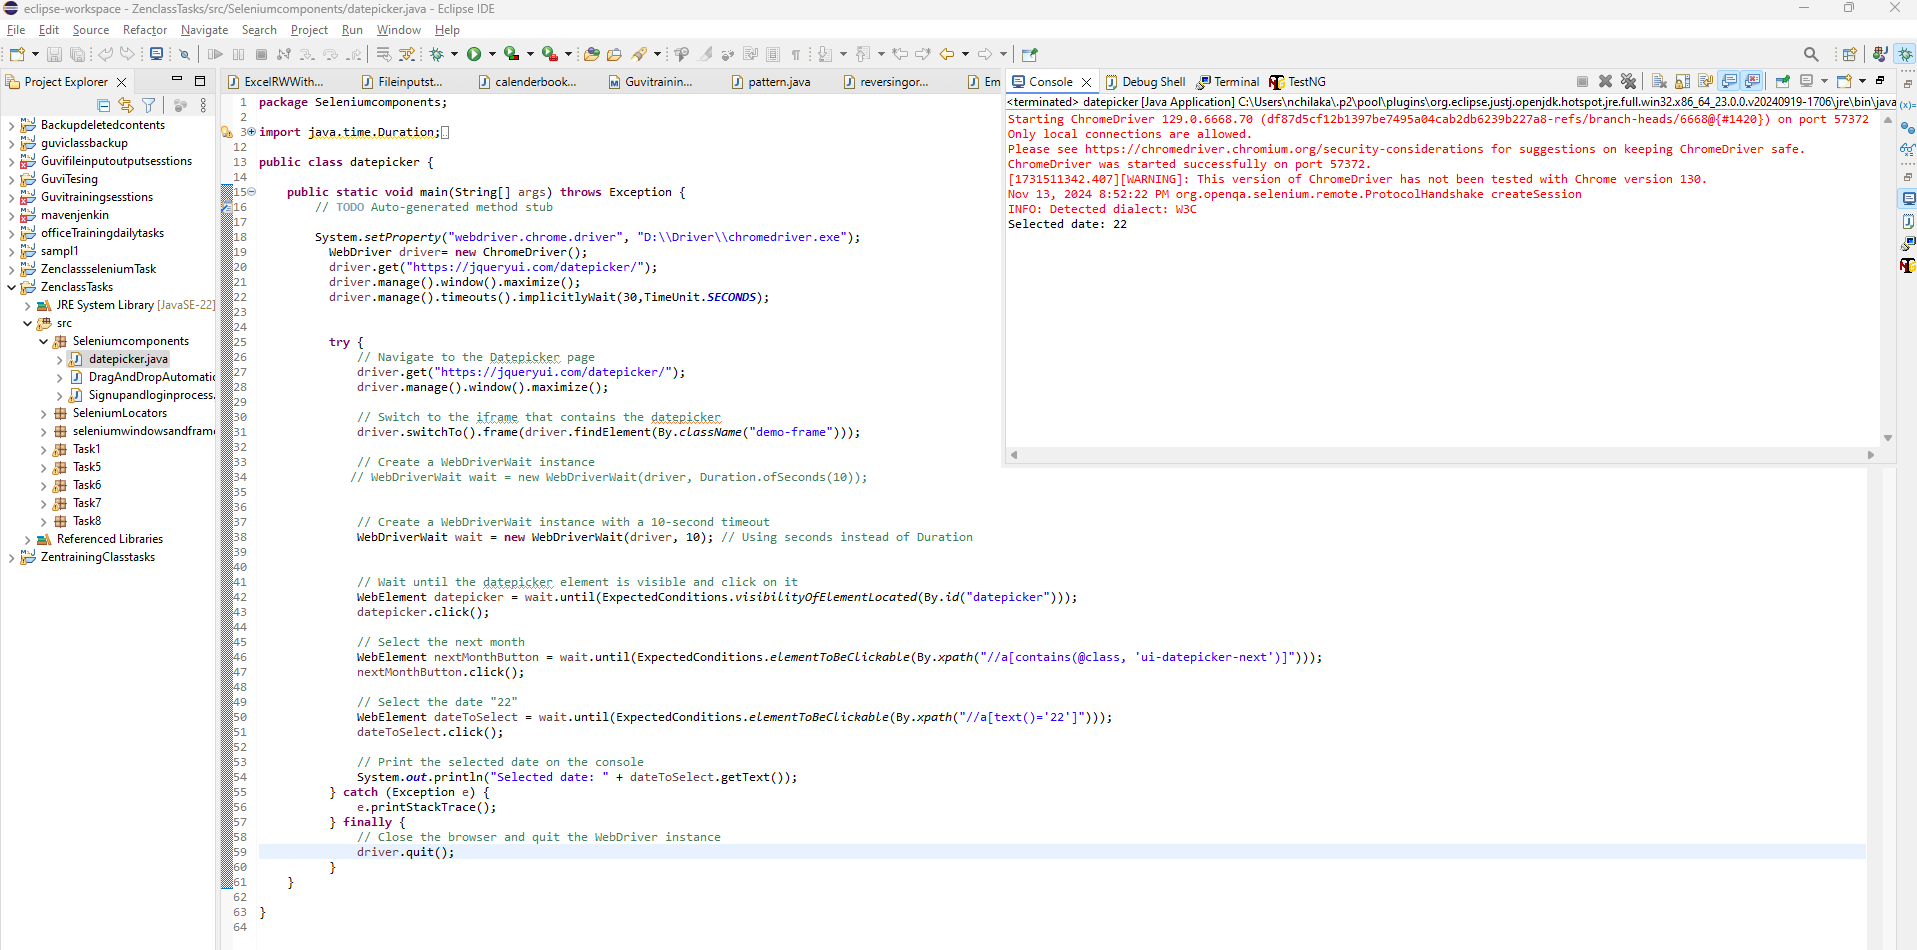 eclipse-workspace - ZenclassTasks/src/Seleniumcomponents/datepicker.java - Eclipse IDE
File Edit Source Refactor Navigate Search Project Run Window Help
Project Explorer
Backupdeletedcontents
guviclassbackup
Guvifileinputoutputsesstions
GuviTesing
Guvitrainingsesstions
mavenjenkin
officeTrainingdailytasks
sampl1
ZenclassseleniumTask
ZenclassTasks
JRE System Library [JavaSE-22]
src
Seleniumcomponents
datepicker.java
DragAndDropAutomatic
Signupandloginprocess.
SeleniumLocators
seleniumwindowsandframe
Task1
Task5
Task6
Task7
Task8
Referenced Libraries
ZentrainingClasstasks
ExcelRWWith... Fileinputst... calenderbook... Guvitrainin... pattern.java reversingor... Em
1 package Seleniumcomponents;
2
3 import java.time.Duration;
12
13 public class datepicker {
14
15 public static void main(String[] args) throws Exception {
16 // TODO Auto-generated method stub
17
18 System.setProperty("webdriver.chrome.driver", "D:\\Driver\\chromedriver.exe");
19 WebDriver driver= new ChromeDriver();
20 driver.get("https://jqueryui.com/datepicker/");
21 driver.manage().window().maximize();
22 driver.manage().timeouts().implicitlyWait(30,TimeUnit.SECONDS);
23
24
25 try {
26 // Navigate to the Datepicker page
27 driver.get("https://jqueryui.com/datepicker/");
28 driver.manage().window().maximize();
29
30 // Switch to the iframe that contains the datepicker
31 driver.switchTo().frame(driver.findElement(By.className("demo-frame")));
32
33 // Create a WebDriverWait instance
34 // WebDriverWait wait = new WebDriverWait(driver, Duration.ofSeconds(10));
35
36
37 // Create a WebDriverWait instance with a 10-second timeout
38 WebDriverWait wait = new WebDriverWait(driver, 10); // Using seconds instead of Duration
39
40
41 // Wait until the datepicker element is visible and click on it
42 WebElement datepicker = wait.until(ExpectedConditions.visibilityOfElementLocated(By.id("datepicker")));
43 datepicker.click();
44
45 // Select the next month
46 WebElement nextMonthButton = wait.until(ExpectedConditions.elementToBeClickable(By.xpath("//a[contains(@class, 'ui-datepicker-next')]")));
47 nextMonthButton.click();
48
49 // Select the date "22"
50 WebElement dateToSelect = wait.until(ExpectedConditions.elementToBeClickable(By.xpath("//a[text()='22']")));
51 dateToSelect.click();
52
53 // Print the selected date on the console
54 System.out.println("Selected date: " + dateToSelect.getText());
55 } catch (Exception e) {
56 e.printStackTrace();
57 } finally {
58 // Close the browser and quit the WebDriver instance
59 driver.quit();
60 }
61 }
62
63 }
64
Console Debug Shell Terminal TestNG
<terminated> datepicker [Java Application] C:\Users\nchilaka\.p2\pool\plugins\org.eclipse.justj.openjdk.hotspot.jre.full.win32.x86_64_23.0.0.v20240919-1706\jre\bin\java
Starting ChromeDriver 129.0.6668.70 (df87d5cf12b1397be7495a04cab2db6239b227a8-refs/branch-heads/6668@{#1420}) on port 57372
Only local connections are allowed.
Please see https://chromedriver.chromium.org/security-considerations for suggestions on keeping ChromeDriver safe.
ChromeDriver was started successfully on port 57372.
[1731511342.407][WARNING]: This version of ChromeDriver has not been tested with Chrome version 130.
Nov 13, 2024 8:52:22 PM org.openqa.selenium.remote.ProtocolHandshake createSession
INFO: Detected dialect: W3C
Selected date: 22